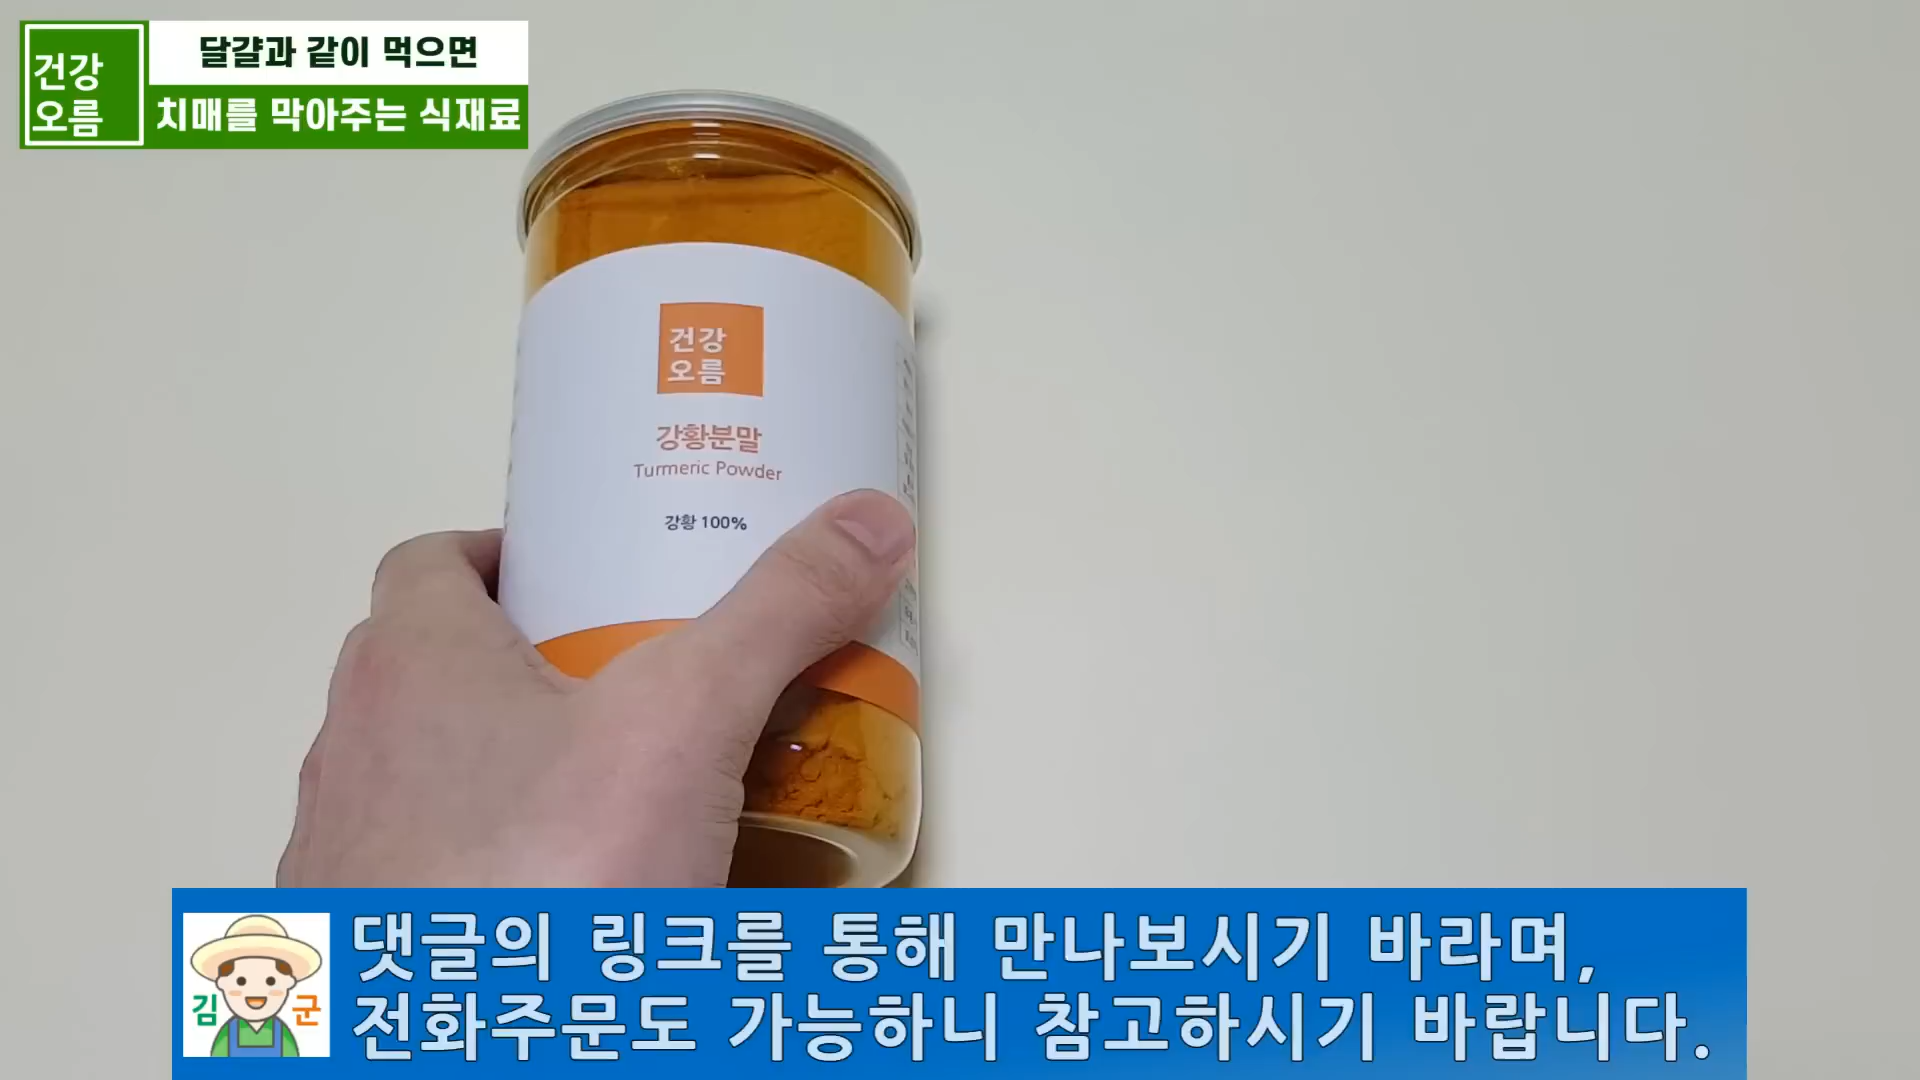 건강
오름
달걀과 같이 먹으면
치매를 막아주는 식재료
건강
오름
강황분말
Turmeric Powder
강황 100%
김 군
댓글의 링크를 통해 만나보시기 바라며,
전화주문도 가능하니 참고하시기 바랍니다.